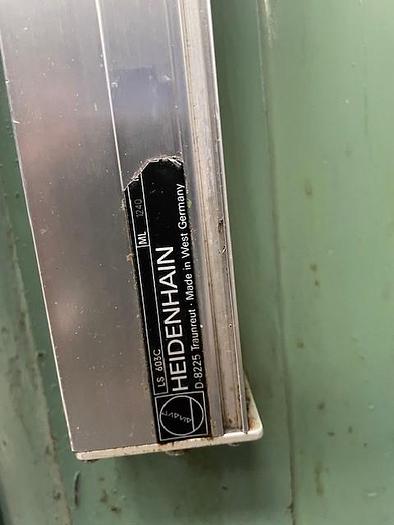 LS 603C ML 1240
HEIDENHAIN
D-8225 Traunreut · Made in West Germany